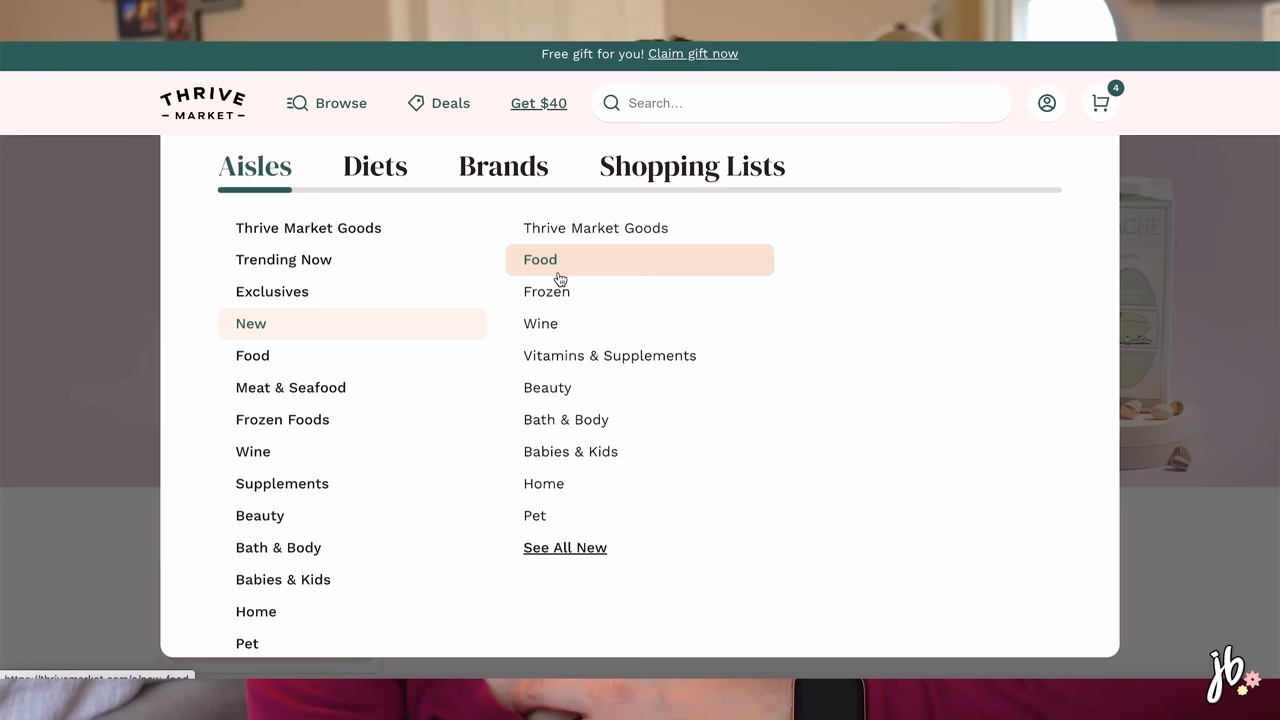 Free gift for you! Claim gift now
THRIVE
MARKET
Browse
Deals
Get $40
Search...
4
Aisles
Diets
Brands
Shopping Lists
Thrive Market Goods
Trending Now
Exclusives
New
Food
Meat & Seafood
Frozen Foods
Wine
Supplements
Beauty
Bath & Body
Babies & Kids
Home
Pet
Thrive Market Goods
Food
Frozen
Wine
Vitamins & Supplements
Beauty
Bath & Body
Babies & Kids
Home
Pet
See All New
ACHE
jb